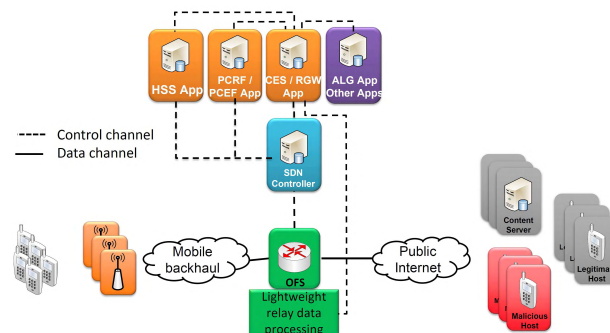 HSS App
PCRF /
PCEF App
CES / RGW
App
ALG App
Other Apps
Control channel
Data channel
SDN
Controller
Content
Server
Mobile
backhaul
Public
Internet
OFS
Lightweight
relay data
processing
Legitimat
Host
Malicious Host